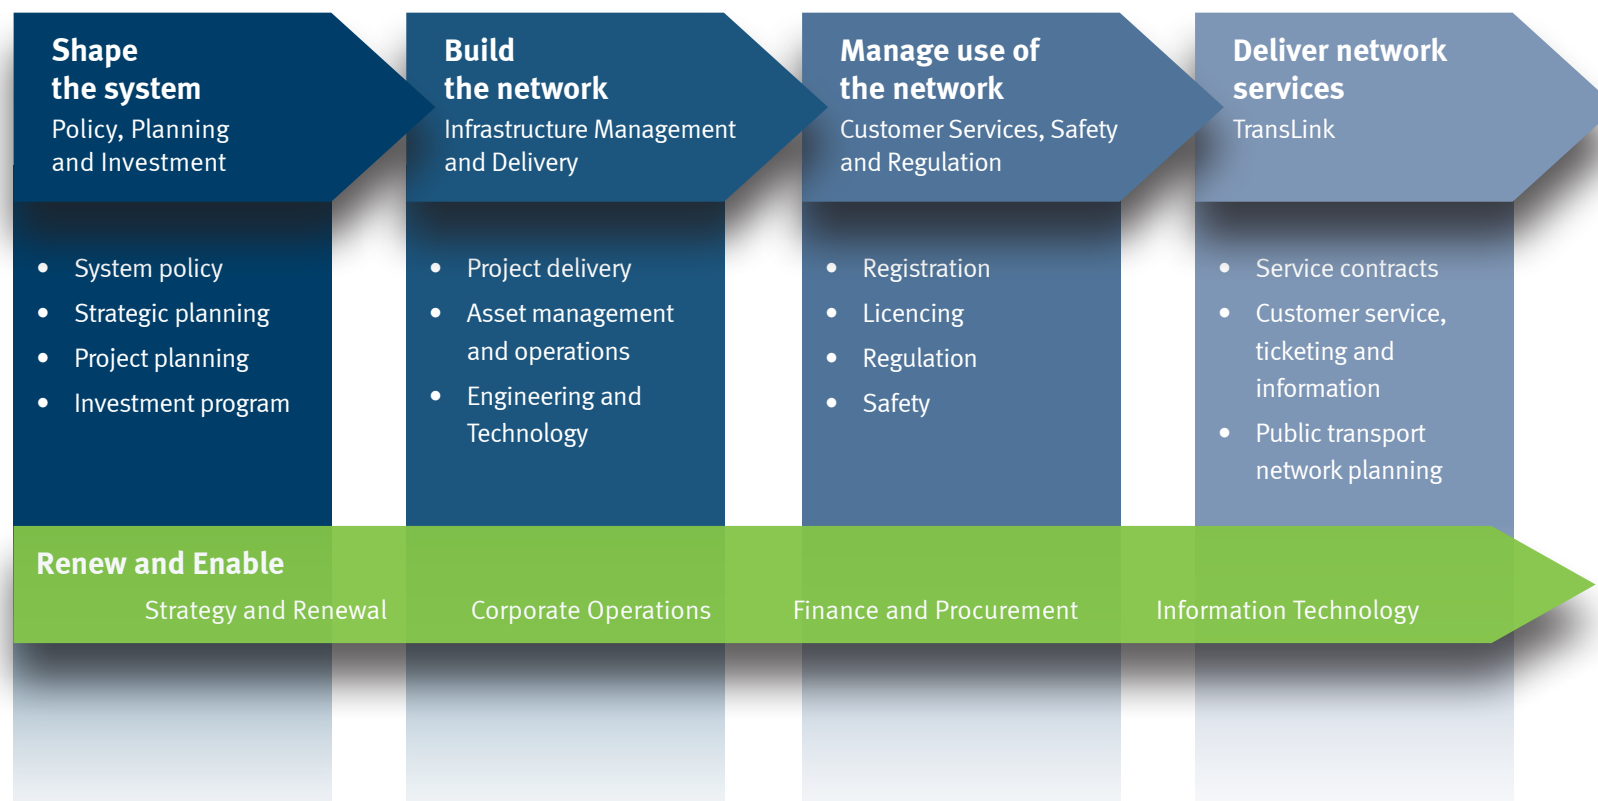 Shape
the system
Policy, Planning
and Investment
• System policy
• Strategic planning
• Project planning
• Investment program
Build
the network
Infrastructure Management
and Delivery
• Project delivery
• Asset management
and operations
• Engineering and
Technology
Manage use of
the network
Customer Services, Safety
and Regulation
• Registration
• Licencing
• Regulation
• Safety
Deliver network
services
TransLink
• Service contracts
• Customer service,
ticketing and
information
• Public transport
network planning
Renew and Enable
Strategy and Renewal
Corporate Operations
Finance and Procurement
Information Technology